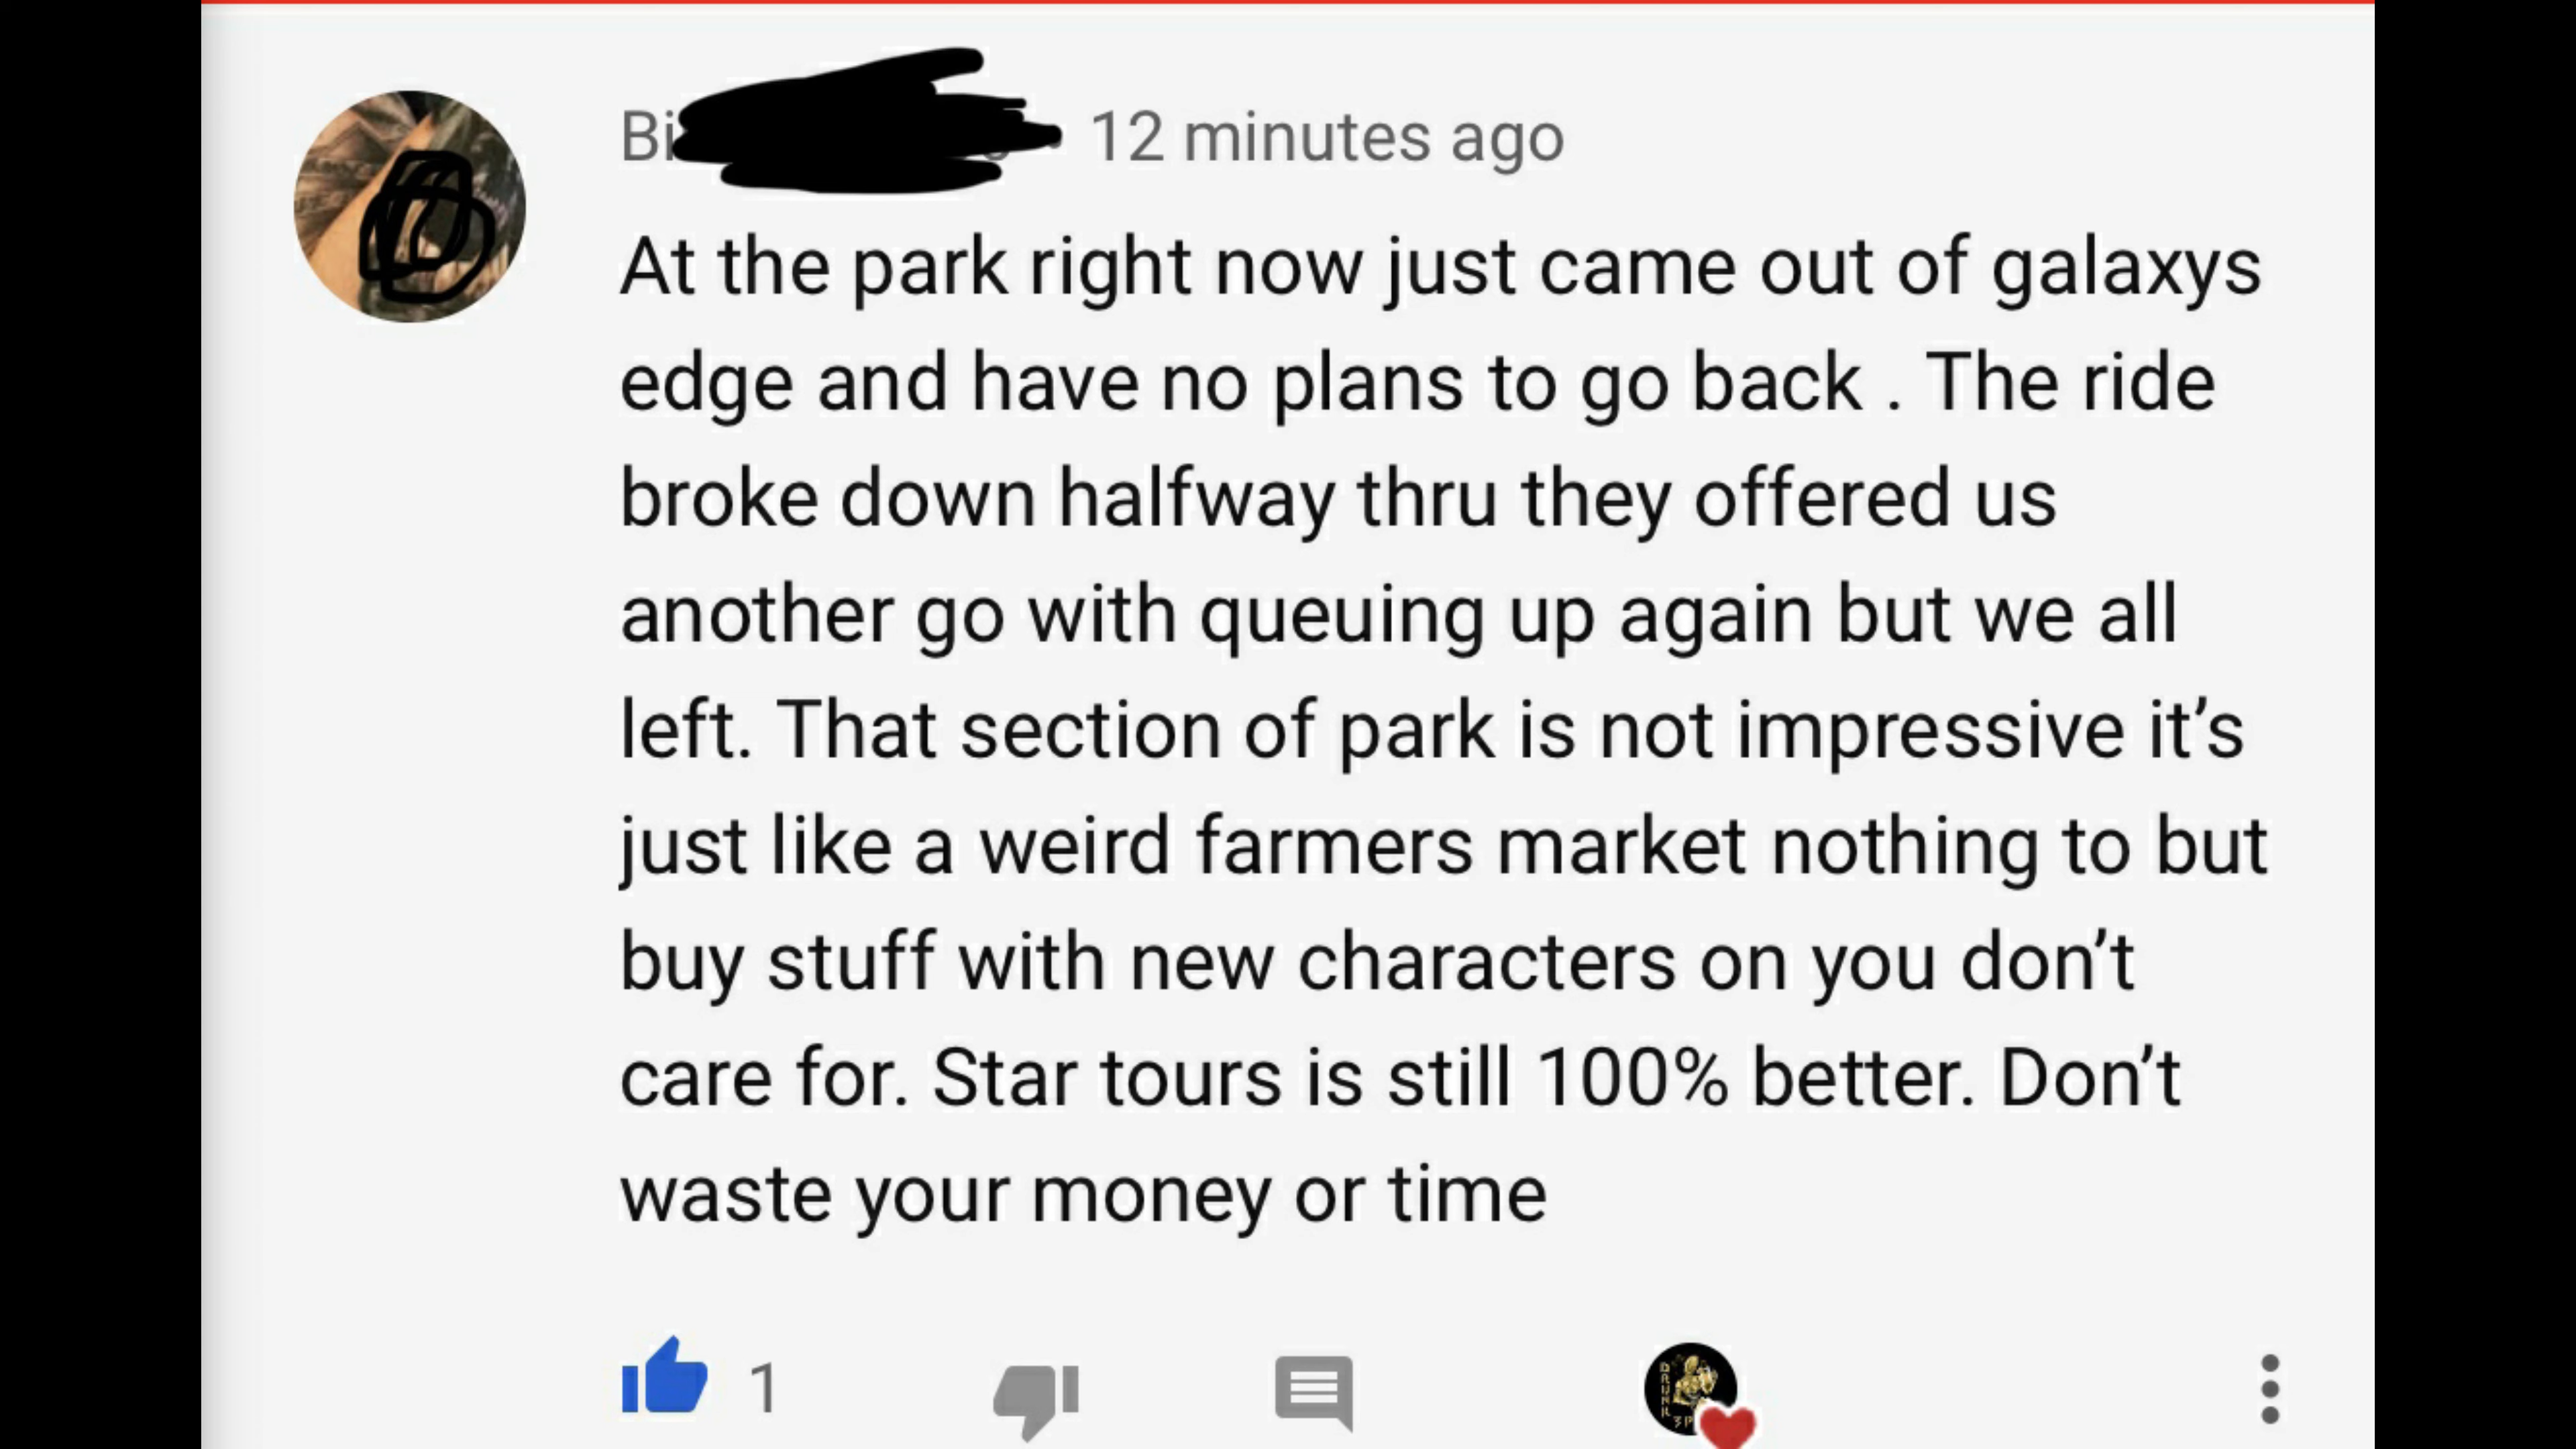 Bi
12 minutes ago
At the park right now just came out of galaxys
edge and have no plans to go back . The ride
broke down halfway thru they offered us
another go with queuing up again but we all
left. That section of park is not impressive it’s
just like a weird farmers market nothing to but
buy stuff with new characters on you don’t
care for. Star tours is still 100% better. Don’t
waste your money or time
1
DRUNK
3P